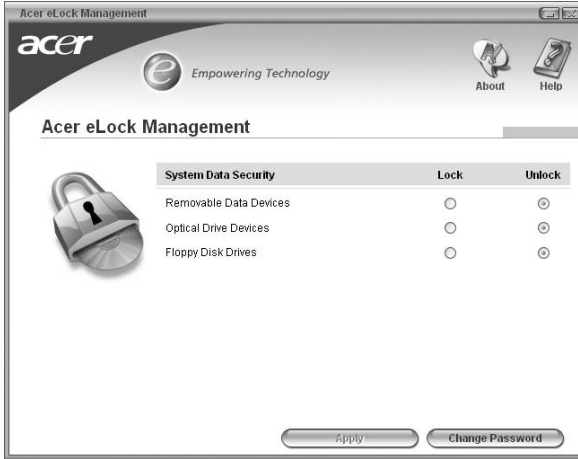 Acer eLock Management
acer
e Empowering Technology
About Help
Acer eLock Management
System Data Security Lock Unlock
Removable Data Devices
Optical Drive Devices
Floppy Disk Drives
Apply Change Password